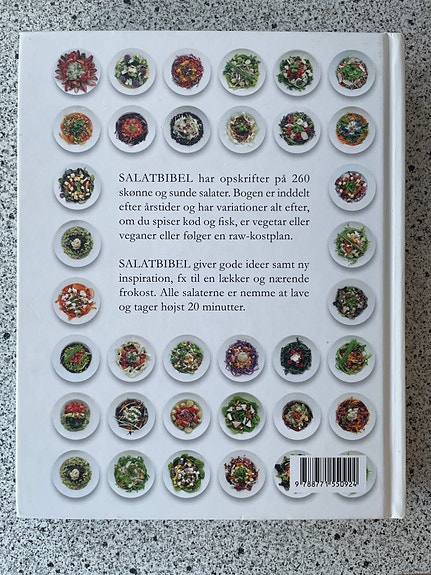 SALATBIBEL har opskrifter på 260
skønne og sunde salater. Bogen er inddelt
efter årstider og har variationer alt efter,
om du spiser kød og fisk, er vegetar eller
veganer eller følger en raw-kostplan.
SALATBIBEL giver gode ideer samt ny
inspiration, fx til en lækker og nærende
frokost. Alle salaterne er nemme at lave
og tager højst 20 minutter.
9 788771 550924